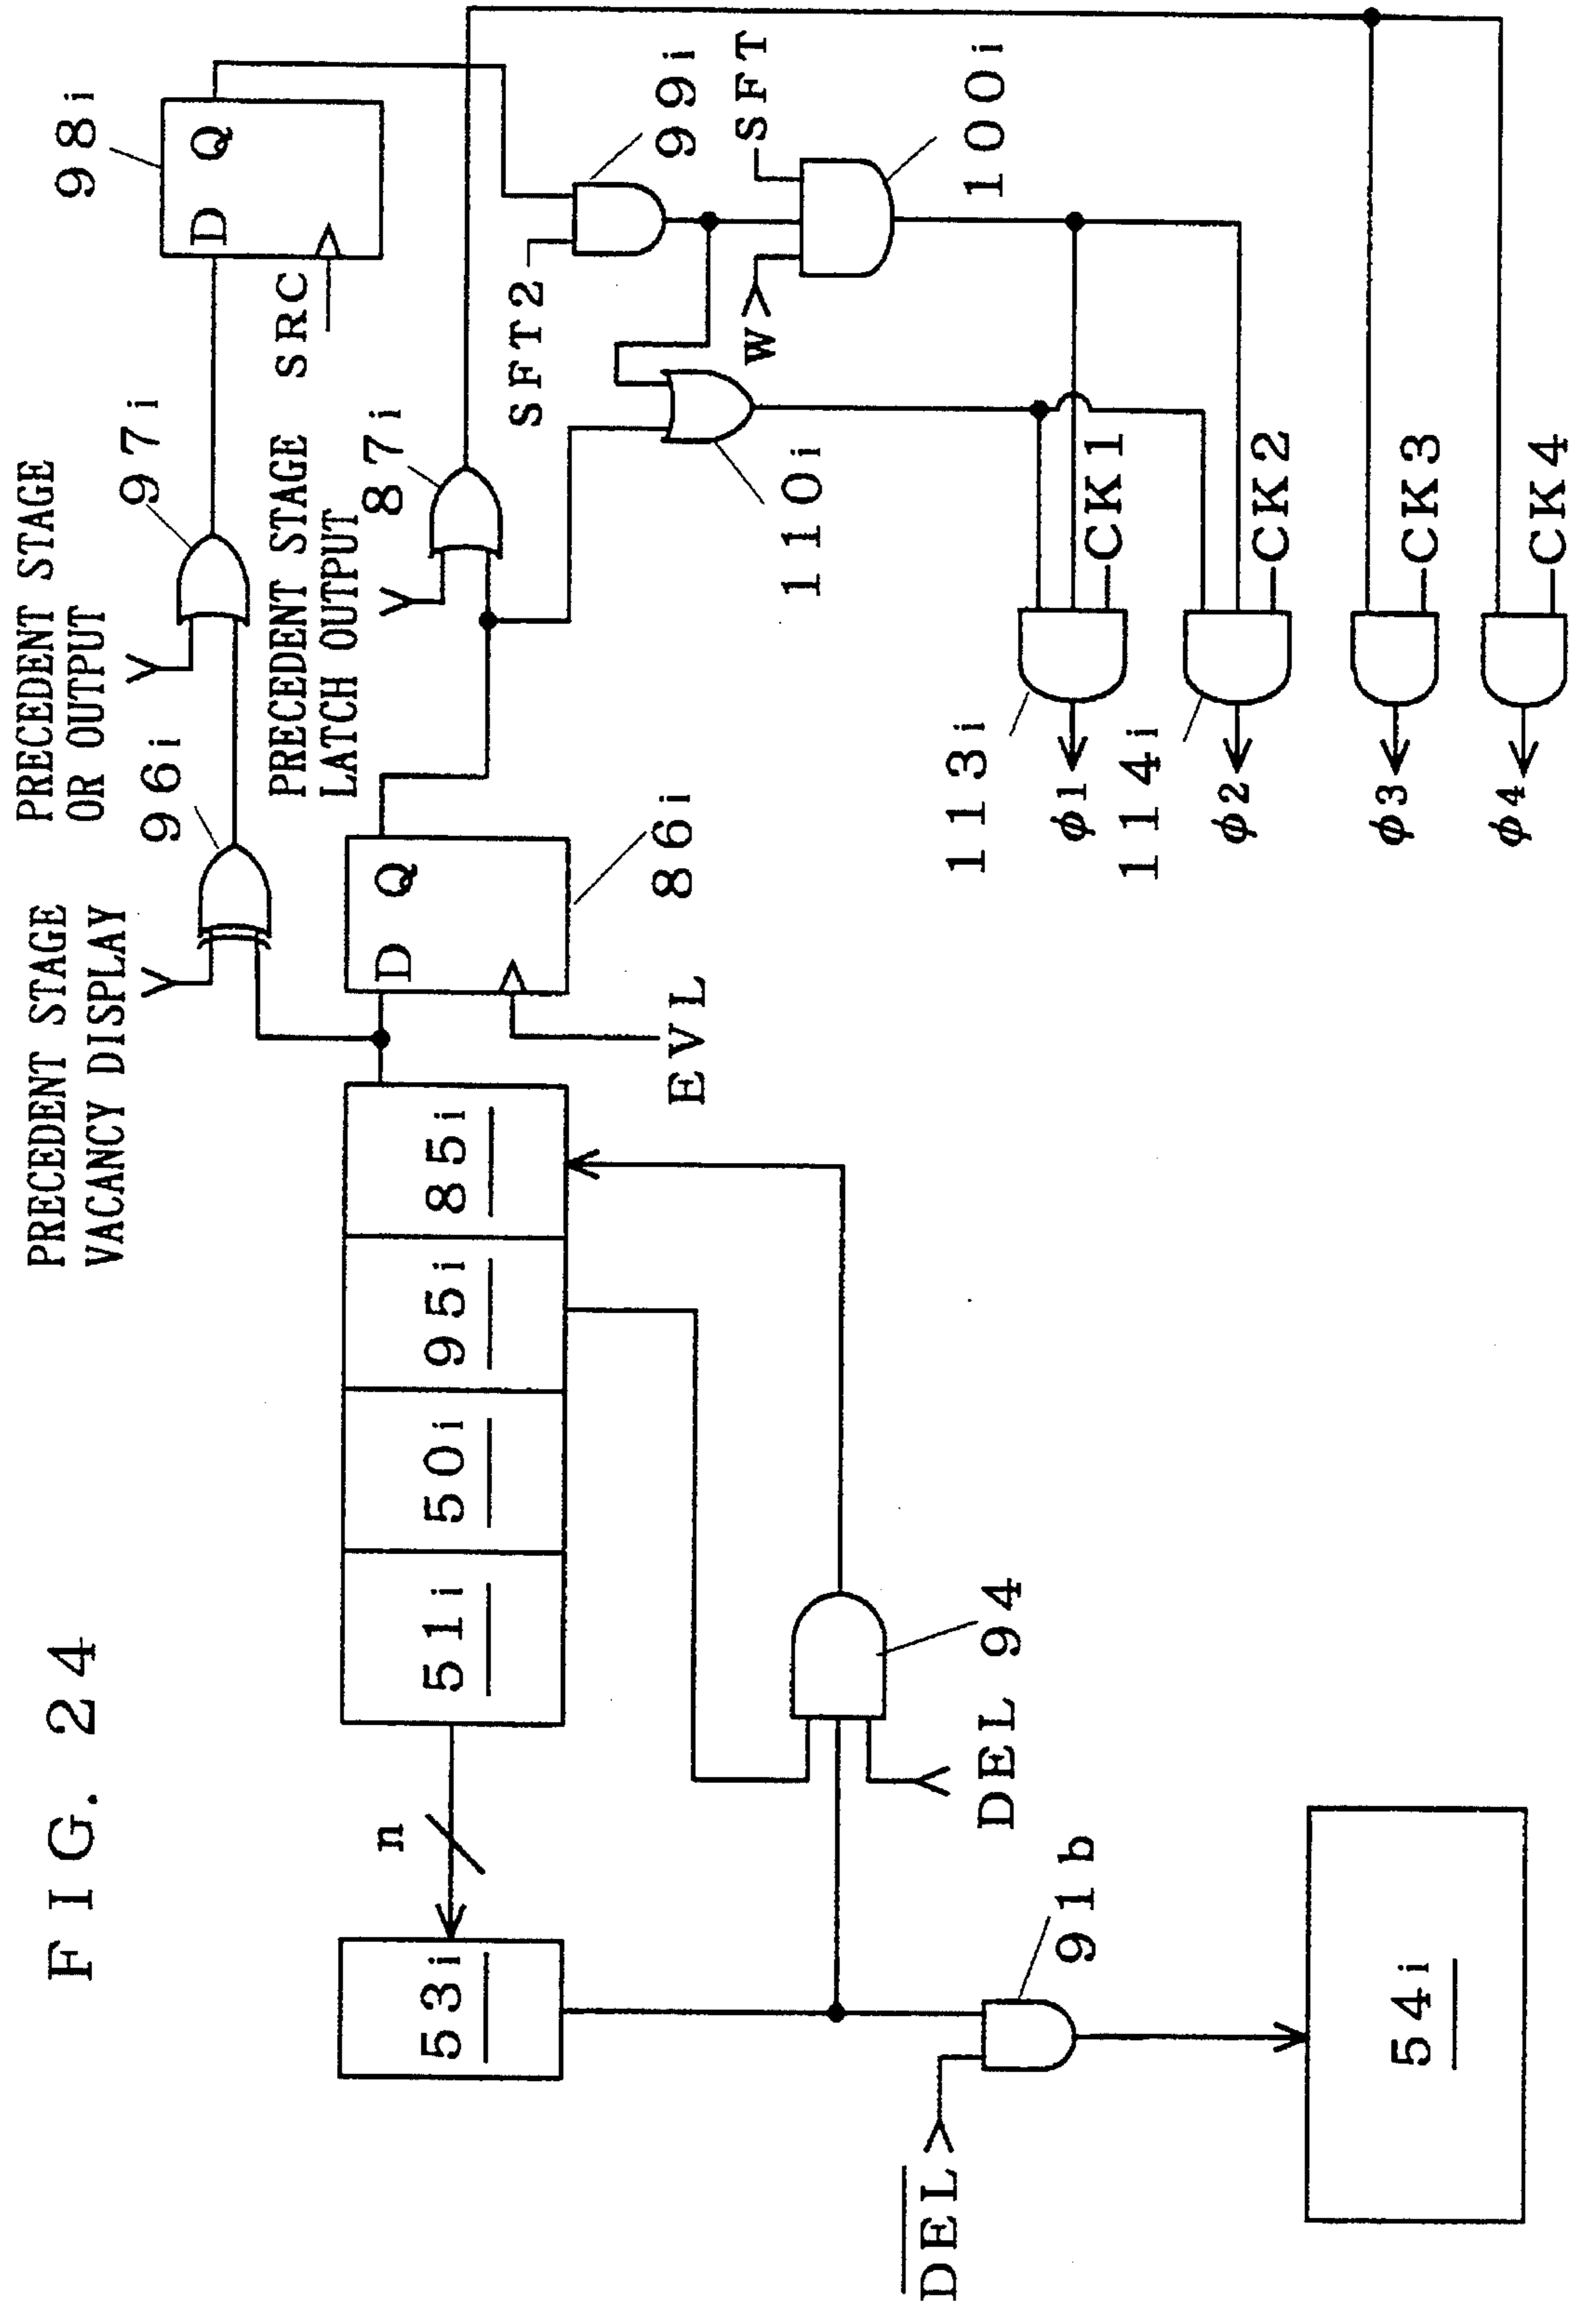 FIG. 24
PRECEDENT STAGE
OR OUTPUT
PRECEDENT STAGE
VACANCY DISPLAY
96i
97i
98i
D
Q
SRC
PRECEDENT STAGE
LATCH OUTPUT
87i
53i
n
51i
50i
95i
85i
D
Q
86i
EVL
SFT2
99i
SFT
W
100i
110i
DEL
94
DEL
91b
54i
113i
114i
CK1
CK2
CK3
CK4
φ1
φ2
φ3
φ4